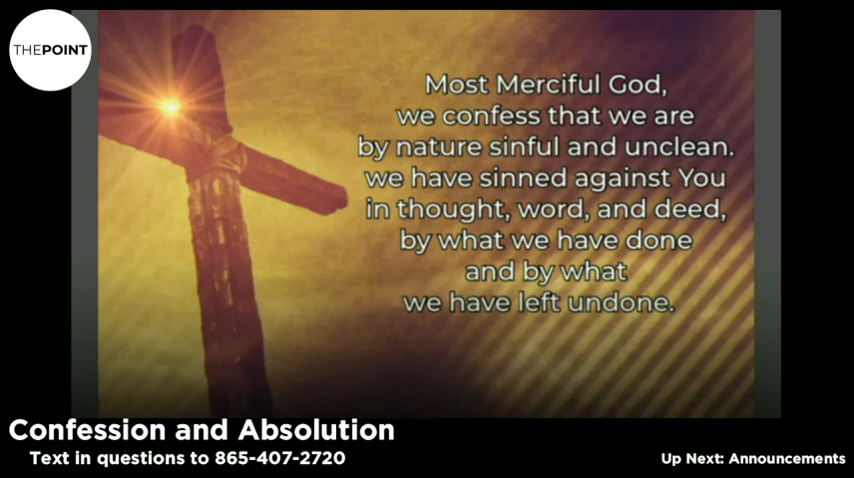 THEPOINT
Most Merciful God,
we confess that we are
by nature sinful and unclean.
we have sinned against You
in thought, word, and deed,
by what we have done
and by what
we have left undone.
Confession and Absolution
Text in questions to 865-407-2720
Up Next: Announcements